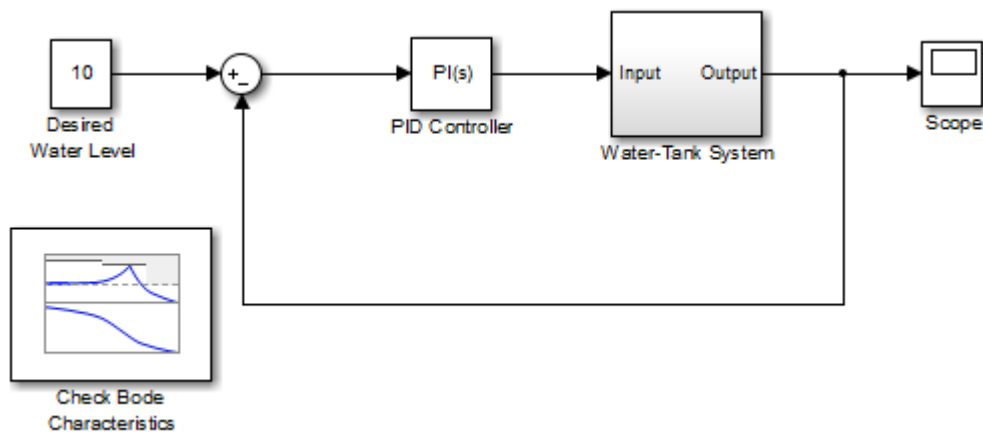 10
+
−
PI(s)
Input
Output
Desired
Water Level
PID Controller
Water-Tank System
Scope
Check Bode
Characteristics